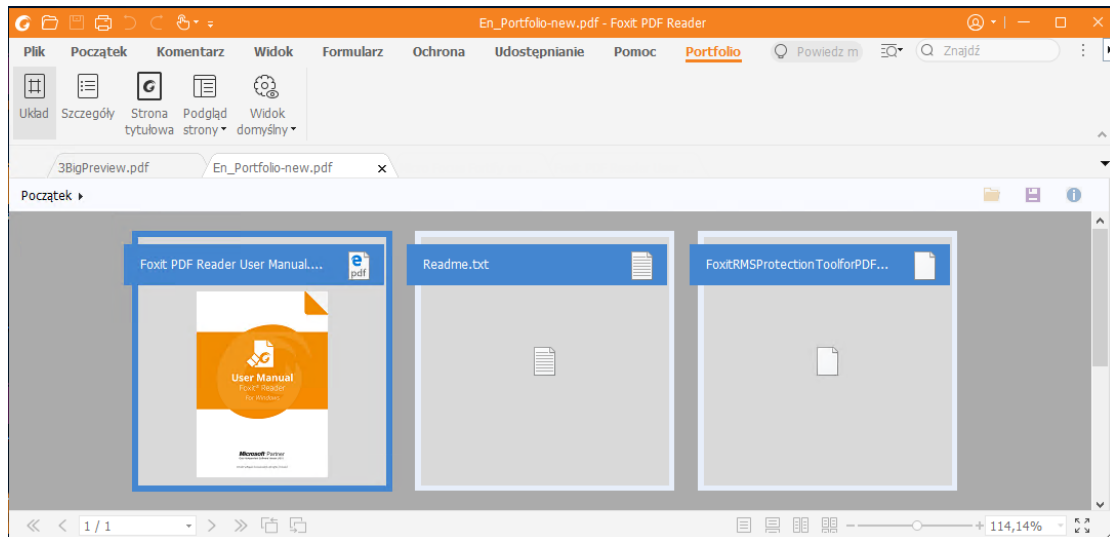 En_Portfolio-new.pdf - Foxit PDF Reader
Plik Początek Komentarz Widok Formularz Ochrona Udostępnianie Pomoc Portfolio Powiedz m Znajdź
Układ Szczegóły Strona tytułowa Podgląd strony Widok domyślny
3BigPreview.pdf En_Portfolio-new.pdf x
Początek
Foxit PDF Reader User Manual.... pdf
Readme.txt
FoxitRMSProtectionToolforPDF...
User Manual
Foxit® Reader
for Windows
Microsoft Partner
1 / 1 114,14%